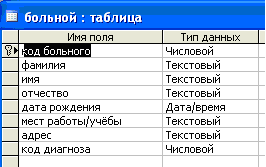 больной : таблица
Имя поля Тип данных
код больного Числовой
фамилия Текстовый
имя Текстовый
отчество Текстовый
дата рождения Дата/время
мест работы/учёбы Текстовый
адрес Текстовый
код диагноза Числовой